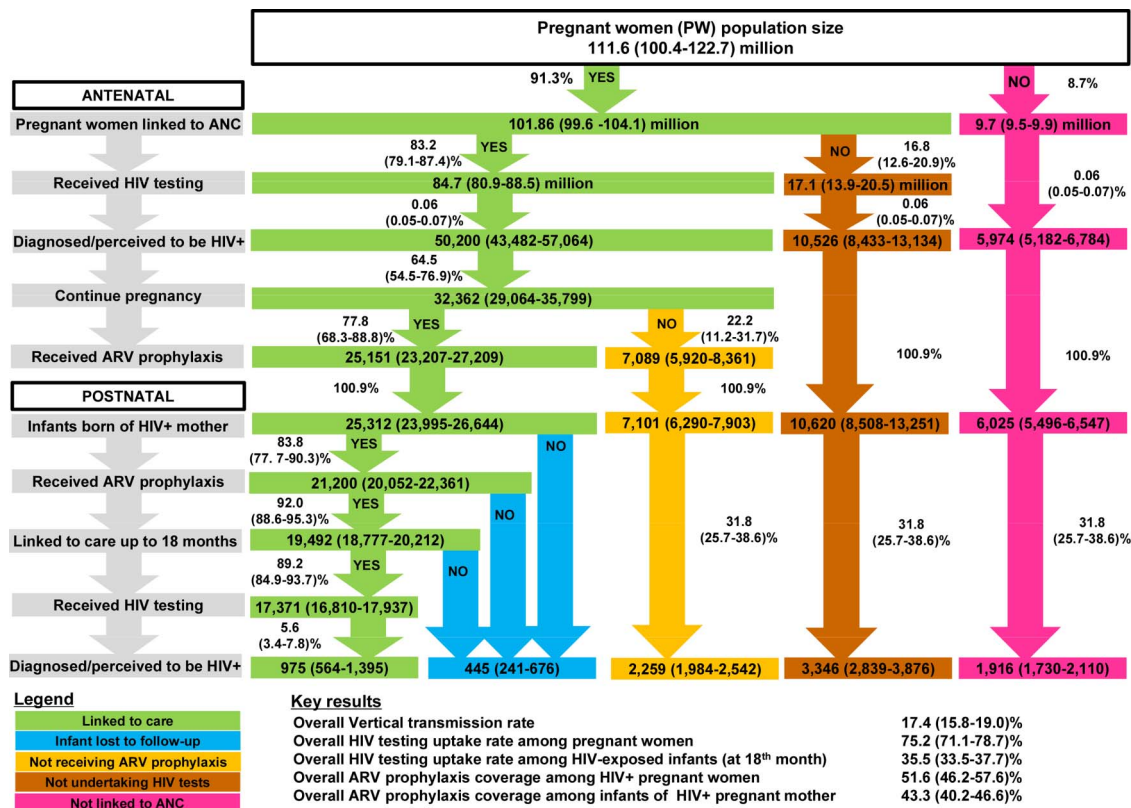 Pregnant women (PW) population size
111.6 (100.4-122.7) million
91.3%
YES
NO
8.7%
ANTENATAL
Pregnant women linked to ANC
101.86 (99.6 -104.1) million
9.7 (9.5-9.9) million
83.2
(79.1-87.4)%
YES
NO
16.8
(12.6-20.9)%
0.06
(0.05-0.07)%
Received HIV testing
84.7 (80.9-88.5) million
17.1 (13.9-20.5) million
0.06
(0.05-0.07)%
0.06
(0.05-0.07)%
Diagnosed/perceived to be HIV+
50,200 (43,482-57,064)
10,526 (8,433-13,134)
5,974 (5,182-6,784)
64.5
(54.5-76.9)%
Continue pregnancy
32,362 (29,064-35,799)
77.8
(68.3-88.8)%
YES
NO
22.2
(11.2-31.7)%
Received ARV prophylaxis
25,151 (23,207-27,209)
7,089 (5,920-8,361)
100.9%
100.9%
100.9%
100.9%
POSTNATAL
Infants born of HIV+ mother
25,312 (23,995-26,644)
7,101 (6,290-7,903)
10,620 (8,508-13,251)
6,025 (5,496-6,547)
83.8
(77. 7-90.3)%
YES
NO
Received ARV prophylaxis
21,200 (20,052-22,361)
92.0
(88.6-95.3)%
YES
NO
31.8
(25.7-38.6)%
31.8
(25.7-38.6)%
31.8
(25.7-38.6)%
Linked to care up to 18 months
19,492 (18,777-20,212)
89.2
(84.9-93.7)%
YES
NO
Received HIV testing
17,371 (16,810-17,937)
5.6
(3.4-7.8)%
Diagnosed/perceived to be HIV+
975 (564-1,395)
445 (241-676)
2,259 (1,984-2,542)
3,346 (2,839-3,876)
1,916 (1,730-2,110)
Legend
Linked to care
Infant lost to follow-up
Not receiving ARV prophylaxis
Not undertaking HIV tests
Not linked to ANC
Key results
Overall Vertical transmission rate 17.4 (15.8-19.0)%
Overall HIV testing uptake rate among pregnant women 75.2 (71.1-78.7)%
Overall HIV testing uptake rate among HIV-exposed infants (at 18th month) 35.5 (33.5-37.7)%
Overall ARV prophylaxis coverage among HIV+ pregnant women 51.6 (46.2-57.6)%
Overall ARV prophylaxis coverage among infants of HIV+ pregnant mother 43.3 (40.2-46.6)%